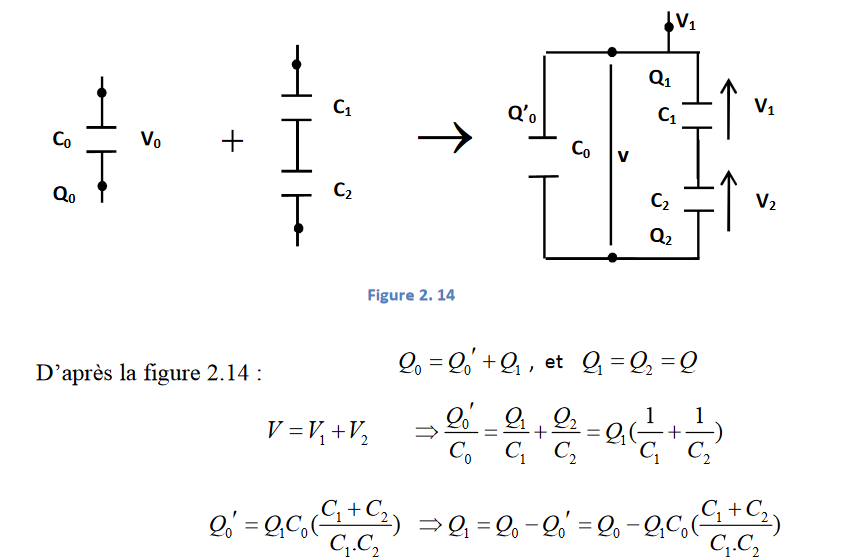 V₁
C₀ V₀ + C₁ → Q′₀ C₀ V Q₁ C₁ V₁
Q₀ C₂ C₂ V₂
Q₂
Figure 2. 14
D’après la figure 2.14 : Q₀ = Q₀′ + Q₁ , et Q₁ = Q₂ = Q
V = V₁ + V₂ ⇒ Q₀′/C₀ = Q₁/C₁ + Q₂/C₂ = Q₁(1/C₁ + 1/C₂)
Q₀′ = Q₁C₀((C₁ + C₂)/(C₁.C₂)) ⇒ Q₁ = Q₀ − Q₀′ = Q₀ − Q₁C₀((C₁ + C₂)/(C₁.C₂))